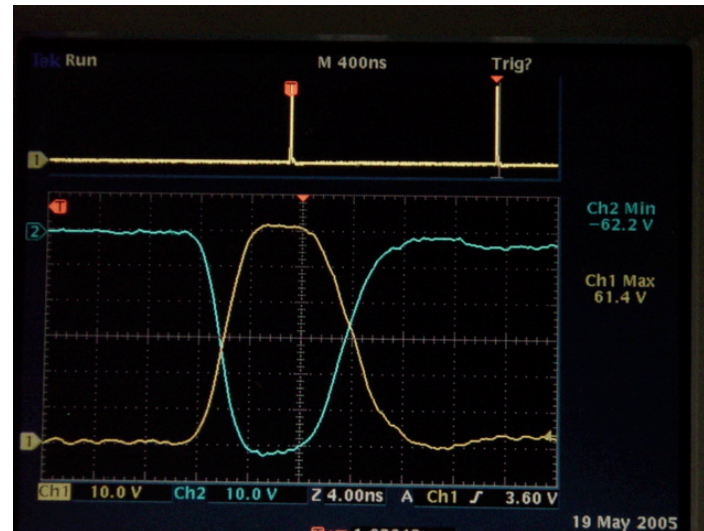 Tek Run M 400ns Trig?
T
1
T
2
Ch2 Min
-62.2 V
Ch1 Max
61.4 V
1
Ch1 10.0 V Ch2 10.0 V Z 4.00ns A Ch1 3.60 V
19 May 2005